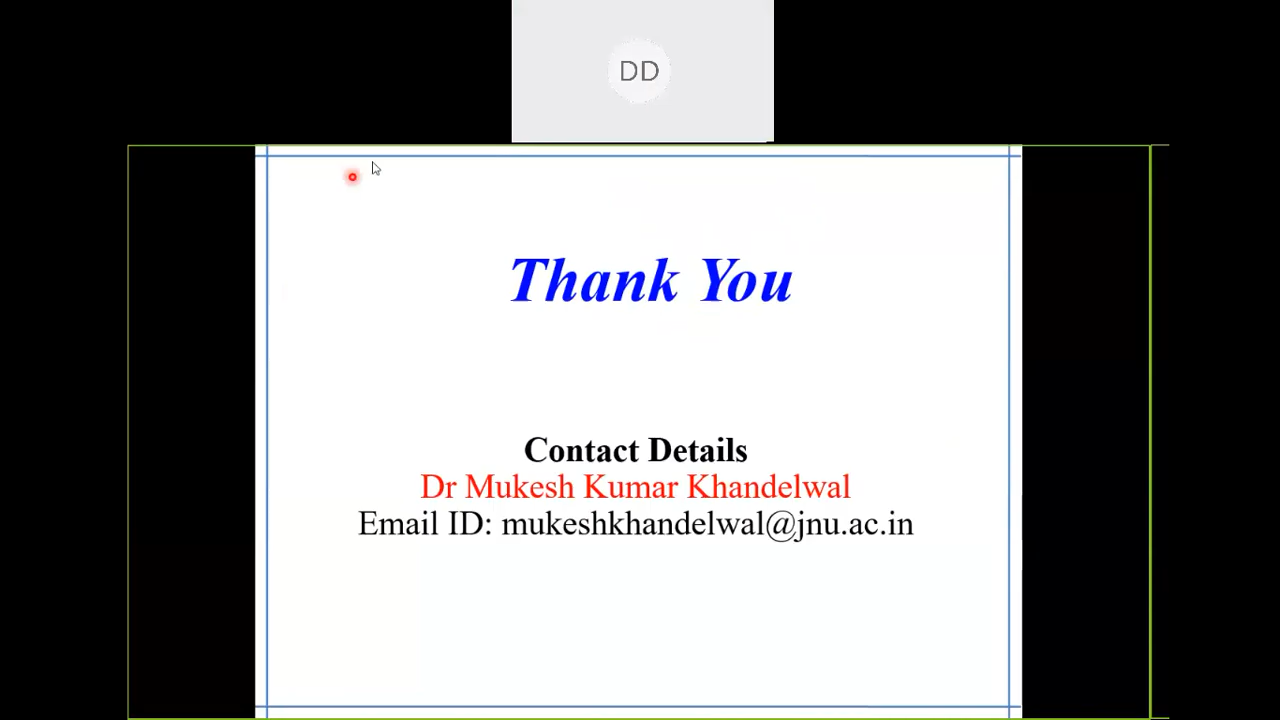 DD
Thank You
Contact Details
Dr Mukesh Kumar Khandelwal
Email ID: mukeshkhandelwal@jnu.ac.in